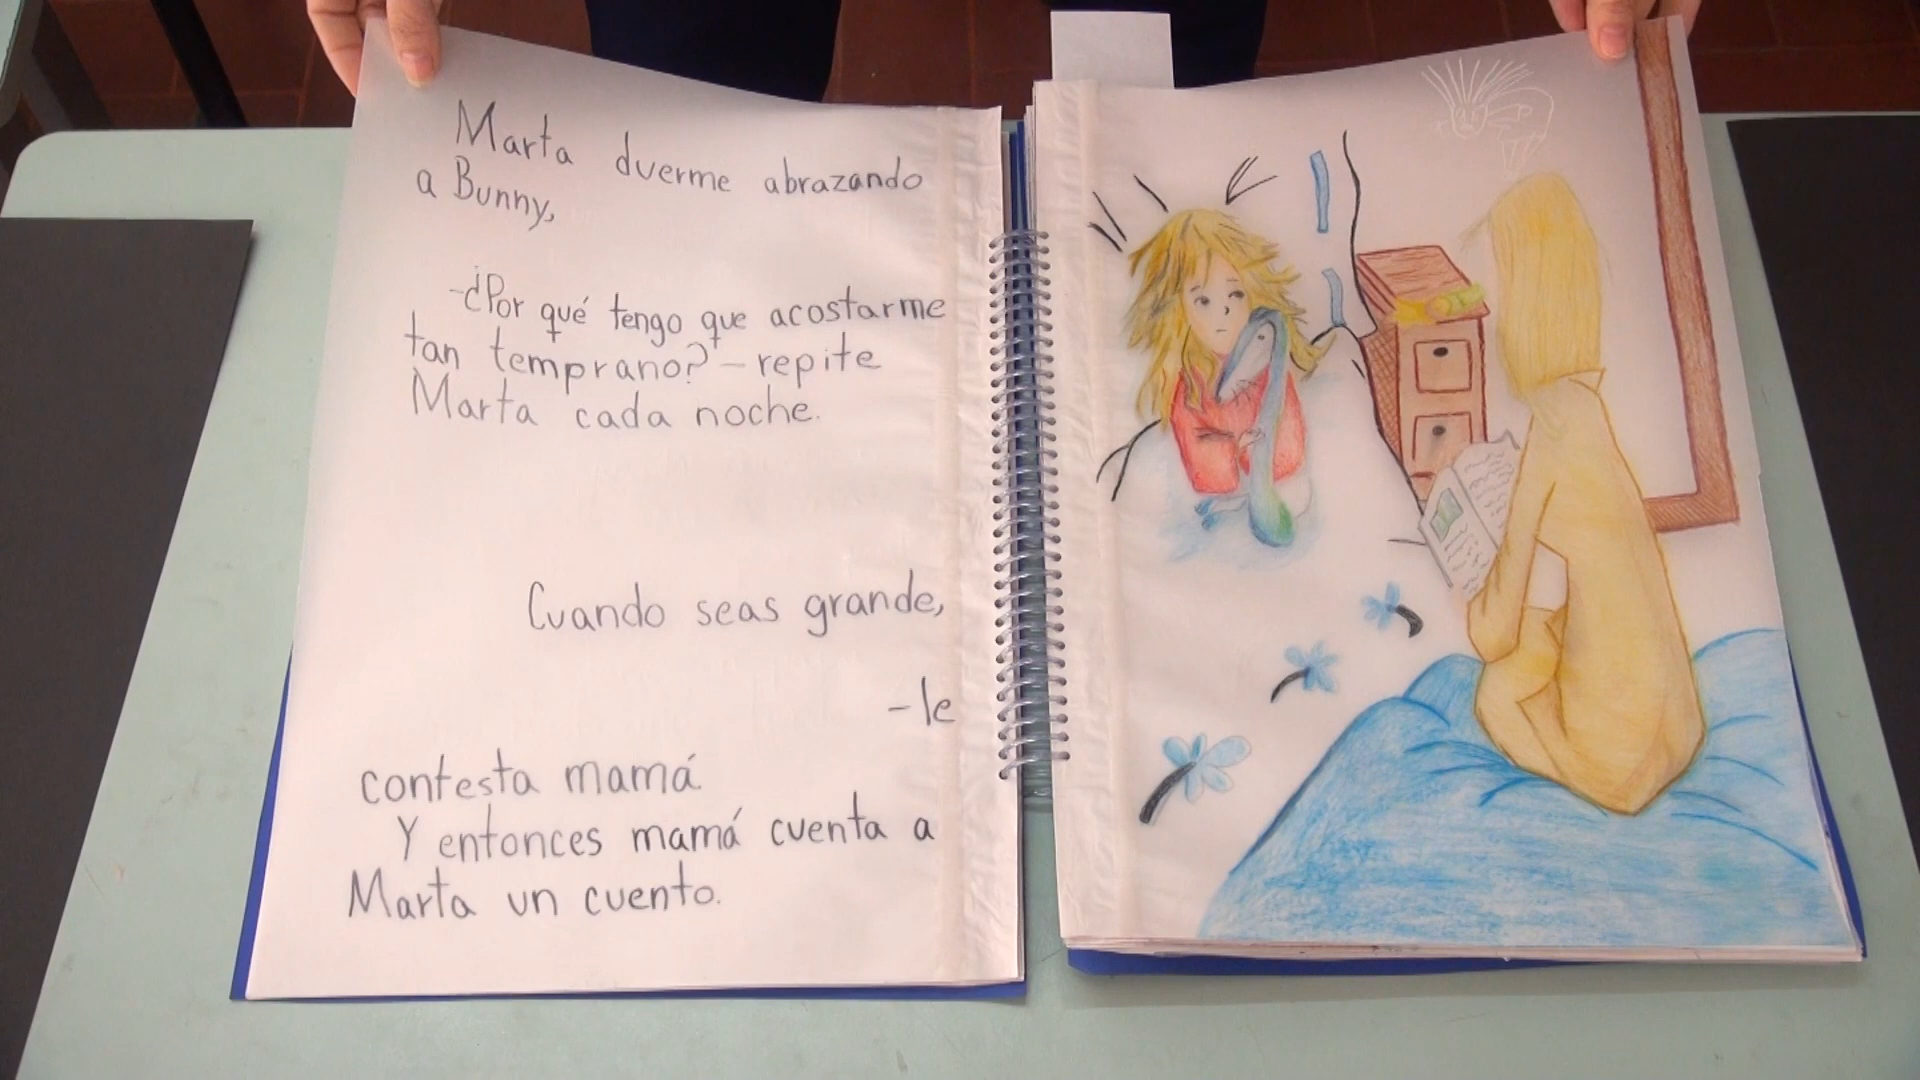 Marta duerme abrazando
a Bunny,
-¿Por qué tengo que acostarme
tan temprano? - repite
Marta cada noche.
Cuando seas grande,
- le
contesta mamá.
Y entonces mamá cuenta a
Marta un cuento.